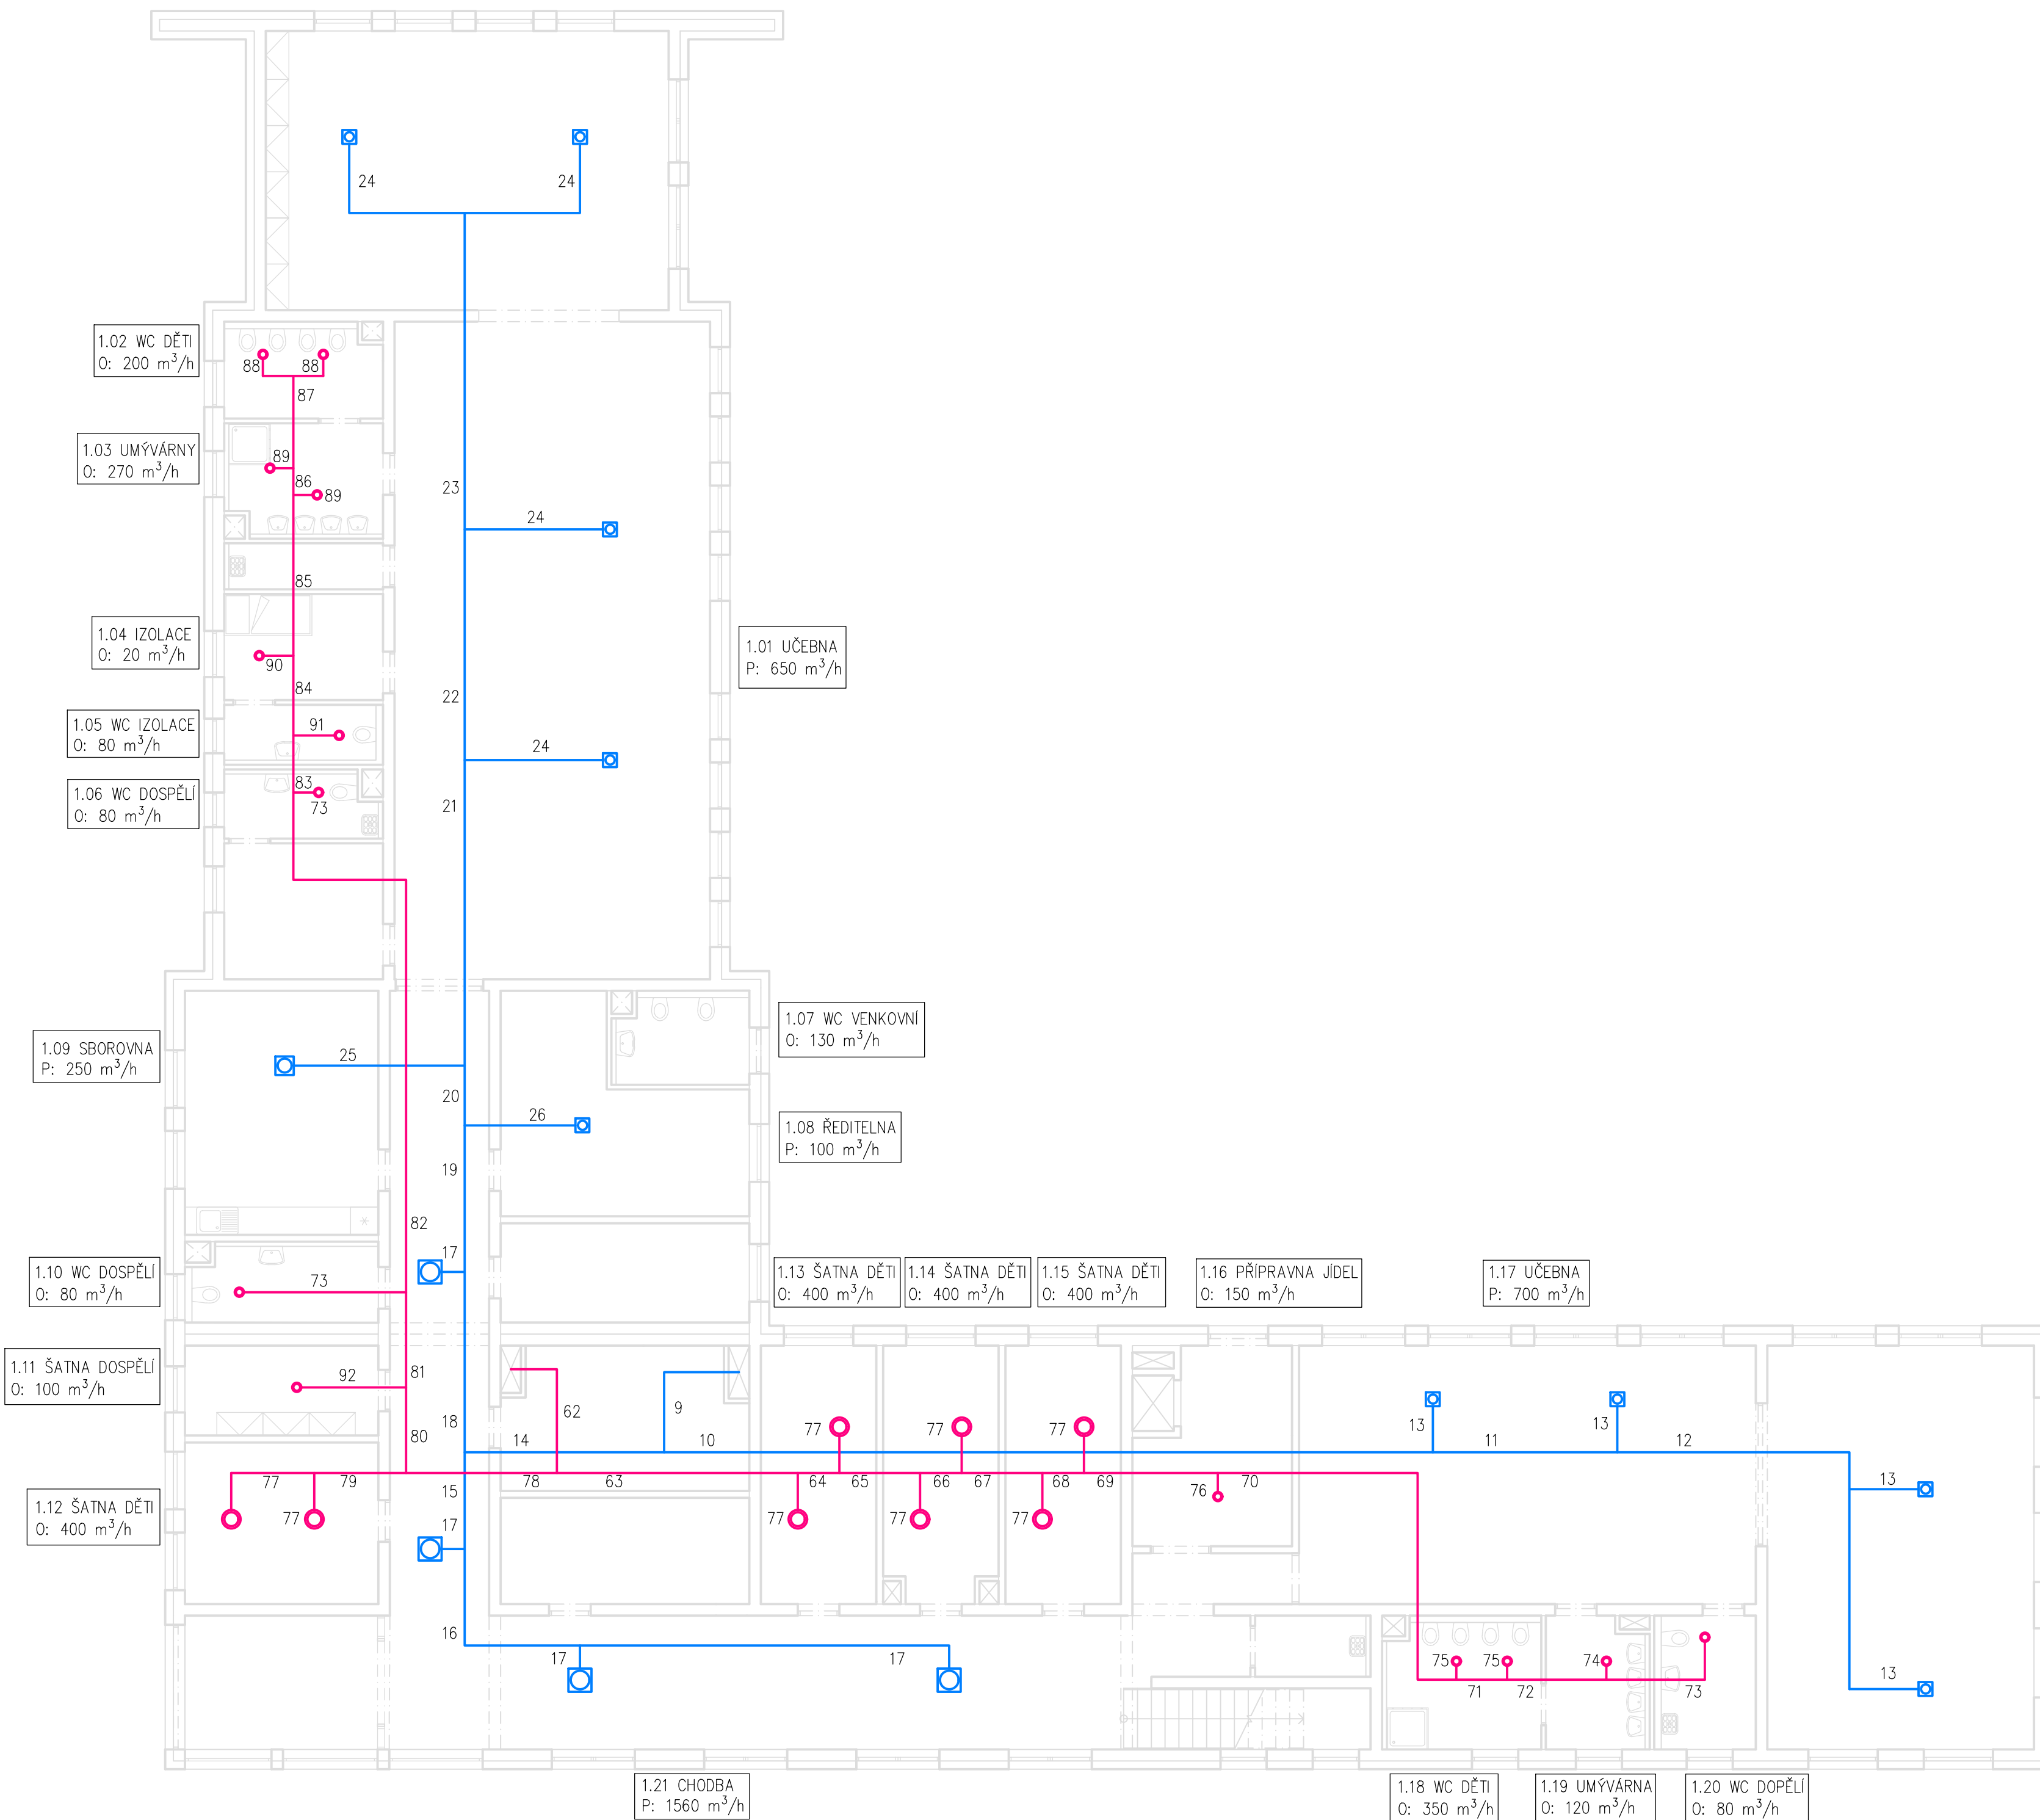 24
24
1.02 WC DĚTI
O: 200 m³/h
88
88
87
1.03 UMÝVÁRNY
O: 270 m³/h
89
86
89
23
24
85
1.04 IZOLACE
O: 20 m³/h
90
84
22
1.01 UČEBNA
P: 650 m³/h
1.05 WC IZOLACE
O: 80 m³/h
91
24
1.06 WC DOSPĚLÍ
O: 80 m³/h
83
73
21
1.07 WC VENKOVNÍ
O: 130 m³/h
1.09 SBOROVNA
P: 250 m³/h
25
20
26
1.08 ŘEDITELNA
P: 100 m³/h
19
82
17
1.10 WC DOSPĚLÍ
O: 80 m³/h
73
1.13 ŠATNA DĚTI
O: 400 m³/h
1.14 ŠATNA DĚTI
O: 400 m³/h
1.15 ŠATNA DĚTI
O: 400 m³/h
1.16 PŘÍPRAVNA JÍDEL
O: 150 m³/h
1.17 UČEBNA
P: 700 m³/h
1.11 ŠATNA DOSPĚLÍ
O: 100 m³/h
92
81
62
9
18
80
14
10
77
77
77
13
11
13
12
77
79
78
63
64
65
66
67
68
69
76
70
13
1.12 ŠATNA DĚTI
O: 400 m³/h
77
15
17
77
77
77
16
17
17
75
75
74
71
72
73
13
1.21 CHODBA
P: 1560 m³/h
1.18 WC DĚTI
O: 350 m³/h
1.19 UMÝVÁRNA
O: 120 m³/h
1.20 WC DOPĚLÍ
O: 80 m³/h